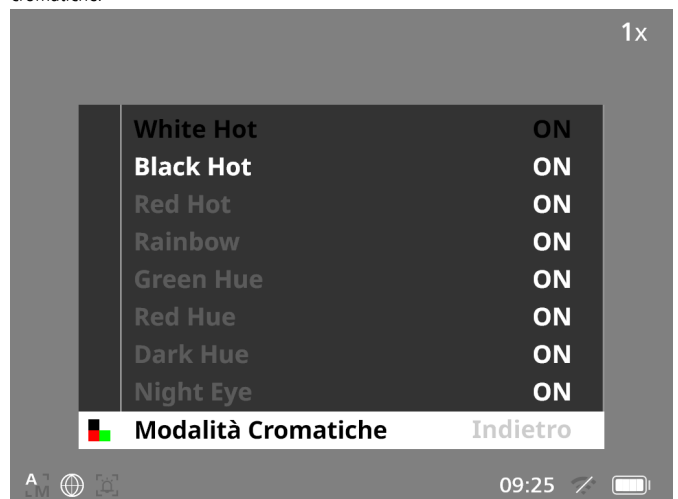 cromatiche.
1x
White Hot ON
Black Hot ON
Red Hot ON
Rainbow ON
Green Hue ON
Red Hue ON
Dark Hue ON
Night Eye ON
Modalità Cromatiche Indietro
A M 09:25